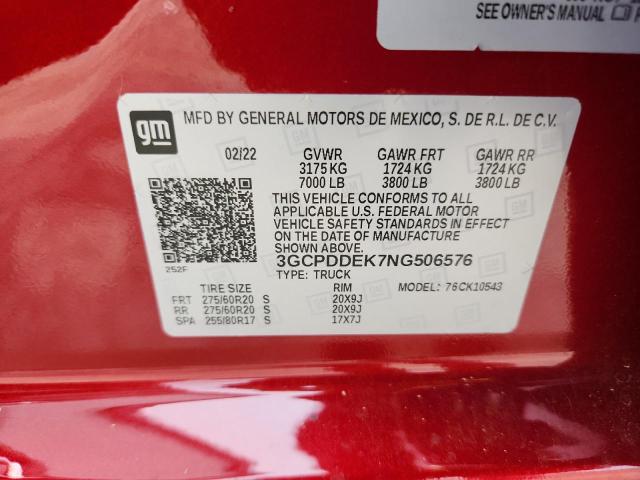 SEE OWNER'S MANUAL
gm
MFD BY GENERAL MOTORS DE MEXICO, S. DE R.L. DE C.V.
02/22 GVWR GAWR FRT GAWR RR
3175 KG 1724 KG 1724 KG
7000 LB 3800 LB 3800 LB
THIS VEHICLE CONFORMS TO ALL
APPLICABLE U.S. FEDERAL MOTOR
VEHICLE SAFETY STANDARDS IN EFFECT
ON THE DATE OF MANUFACTURE
SHOWN ABOVE.
252F
3GCPDDEK7NG506576
TYPE: TRUCK MODEL: 76CK10543
TIRE SIZE RIM
FRT 275/60R20 S 20X9J
RR 275/60R20 S 20X9J
SPA 255/80R17 S 17X7J